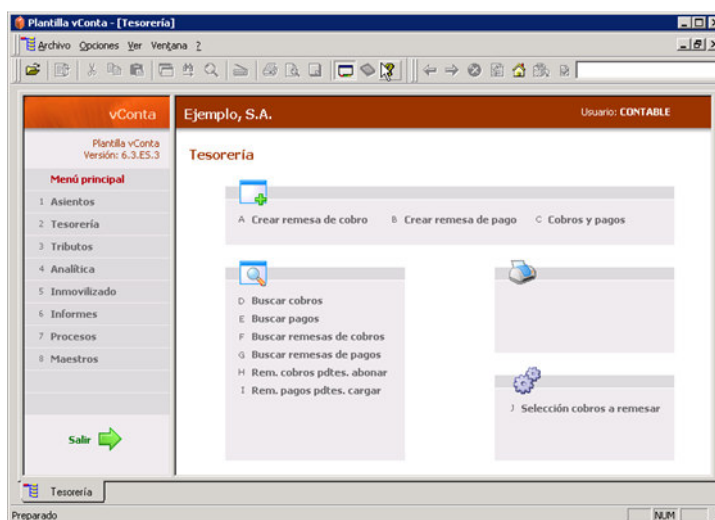 Plantilla vConta - [Tesorería]
Archivo Opciones Ver Ventana ?
vConta
Ejemplo, S.A.
Usuario: CONTABLE
Plantilla vConta
Versión: 6.3.ES.3
Tesorería
Menú principal
1 Asientos
2 Tesorería
3 Tributos
4 Analítica
5 Inmovilizado
6 Informes
7 Procesos
8 Maestros
Salir
A Crear remesa de cobro B Crear remesa de pago C Cobros y pagos
D Buscar cobros
E Buscar pagos
F Buscar remesas de cobros
G Buscar remesas de pagos
H Rem. cobros pdtes. abonar
I Rem. pagos pdtes. cargar
J Selección cobros a remesar
Tesorería
Preparado
NUM